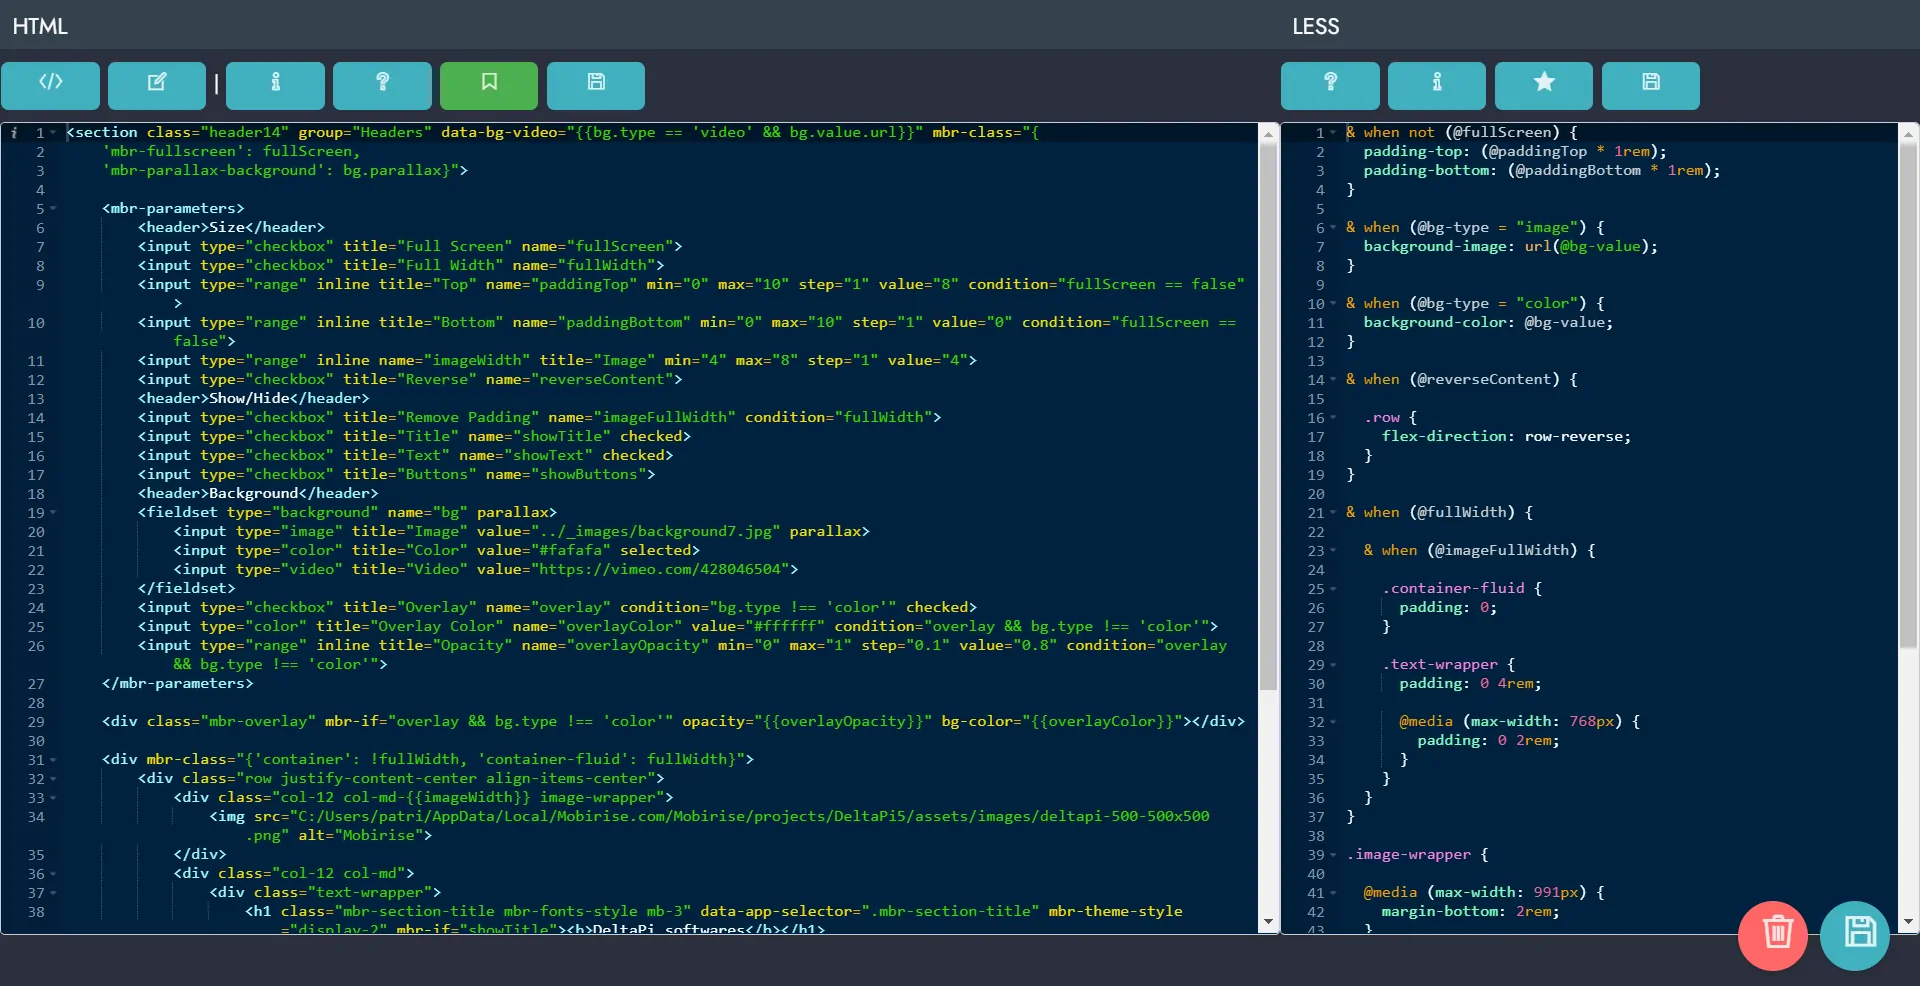 HTML
1 <section class="header14" group="Headers" data-bg-video="{{bg.type == 'video' && bg.value.url}}" mbr-class="{
2 'mbr-fullscreen': fullScreen,
3 'mbr-parallax-background': bg.parallax}">
4
5 <mbr-parameters>
6 <header>Size</header>
7 <input type="checkbox" title="Full Screen" name="fullScreen">
8 <input type="checkbox" title="Full Width" name="fullWidth">
9 <input type="range" inline title="Top" name="paddingTop" min="0" max="10" step="1" value="8" condition="fullScreen == false"
>
10 <input type="range" inline title="Bottom" name="paddingBottom" min="0" max="10" step="1" value="0" condition="fullScreen ==
false">
11 <input type="range" inline name="imageWidth" title="Image" min="4" max="8" step="1" value="4">
12 <input type="checkbox" title="Reverse" name="reverseContent">
13 <header>Show/Hide</header>
14 <input type="checkbox" title="Remove Padding" name="imageFullWidth" condition="fullWidth">
15 <input type="checkbox" title="Title" name="showTitle" checked>
16 <input type="checkbox" title="Text" name="showText" checked>
17 <input type="checkbox" title="Buttons" name="showButtons">
18 <header>Background</header>
19 <fieldset type="background" name="bg" parallax>
20 <input type="image" title="Image" value="../_images/background7.jpg" parallax>
21 <input type="color" title="Color" value="#fafafa" selected>
22 <input type="video" title="Video" value="https://vimeo.com/428046504">
23 </fieldset>
24 <input type="checkbox" title="Overlay" name="overlay" condition="bg.type !== 'color'" checked>
25 <input type="color" title="Overlay Color" name="overlayColor" value="#ffffff" condition="overlay && bg.type !== 'color'">
26 <input type="range" inline title="Opacity" name="overlayOpacity" min="0" max="1" step="0.1" value="0.8" condition="overlay
&& bg.type !== 'color'">
27 </mbr-parameters>
28
29 <div class="mbr-overlay" mbr-if="overlay && bg.type !== 'color'" opacity="{{overlayOpacity}}" bg-color="{{overlayColor}}"></div>
30
31 <div mbr-class="{'container': !fullWidth, 'container-fluid': fullWidth}">
32 <div class="row justify-content-center align-items-center">
33 <div class="col-12 col-md-{{imageWidth}} image-wrapper">
34 <img src="C:/Users/patri/AppData/Local/Mobirise.com/Mobirise/projects/DeltaPi5/assets/images/deltapi-500-500x500
.png" alt="Mobirise">
35 </div>
36 <div class="col-12 col-md">
37 <div class="text-wrapper">
38 <h1 class="mbr-section-title mbr-fonts-style mb-3" data-app-selector=".mbr-section-title" mbr-theme-style
="display-2" mbr-if="showTitle"><b>DeltaPi softwares</b></h1>
LESS
1 & when not (@fullScreen) {
2 padding-top: (@paddingTop * 1rem);
3 padding-bottom: (@paddingBottom * 1rem);
4 }
5
6 & when (@bg-type = "image") {
7 background-image: url(@bg-value);
8 }
9
10 & when (@bg-type = "color") {
11 background-color: @bg-value;
12 }
13
14 & when (@reverseContent) {
15
16 .row {
17 flex-direction: row-reverse;
18 }
19 }
20
21 & when (@fullWidth) {
22
23 & when (@imageFullWidth) {
24
25 .container-fluid {
26 padding: 0;
27 }
28
29 .text-wrapper {
30 padding: 0 4rem;
31
32 @media (max-width: 768px) {
33 padding: 0 2rem;
34 }
35 }
36 }
37 }
38
39 .image-wrapper {
40
41 @media (max-width: 991px) {
42 margin-bottom: 2rem;
43 }